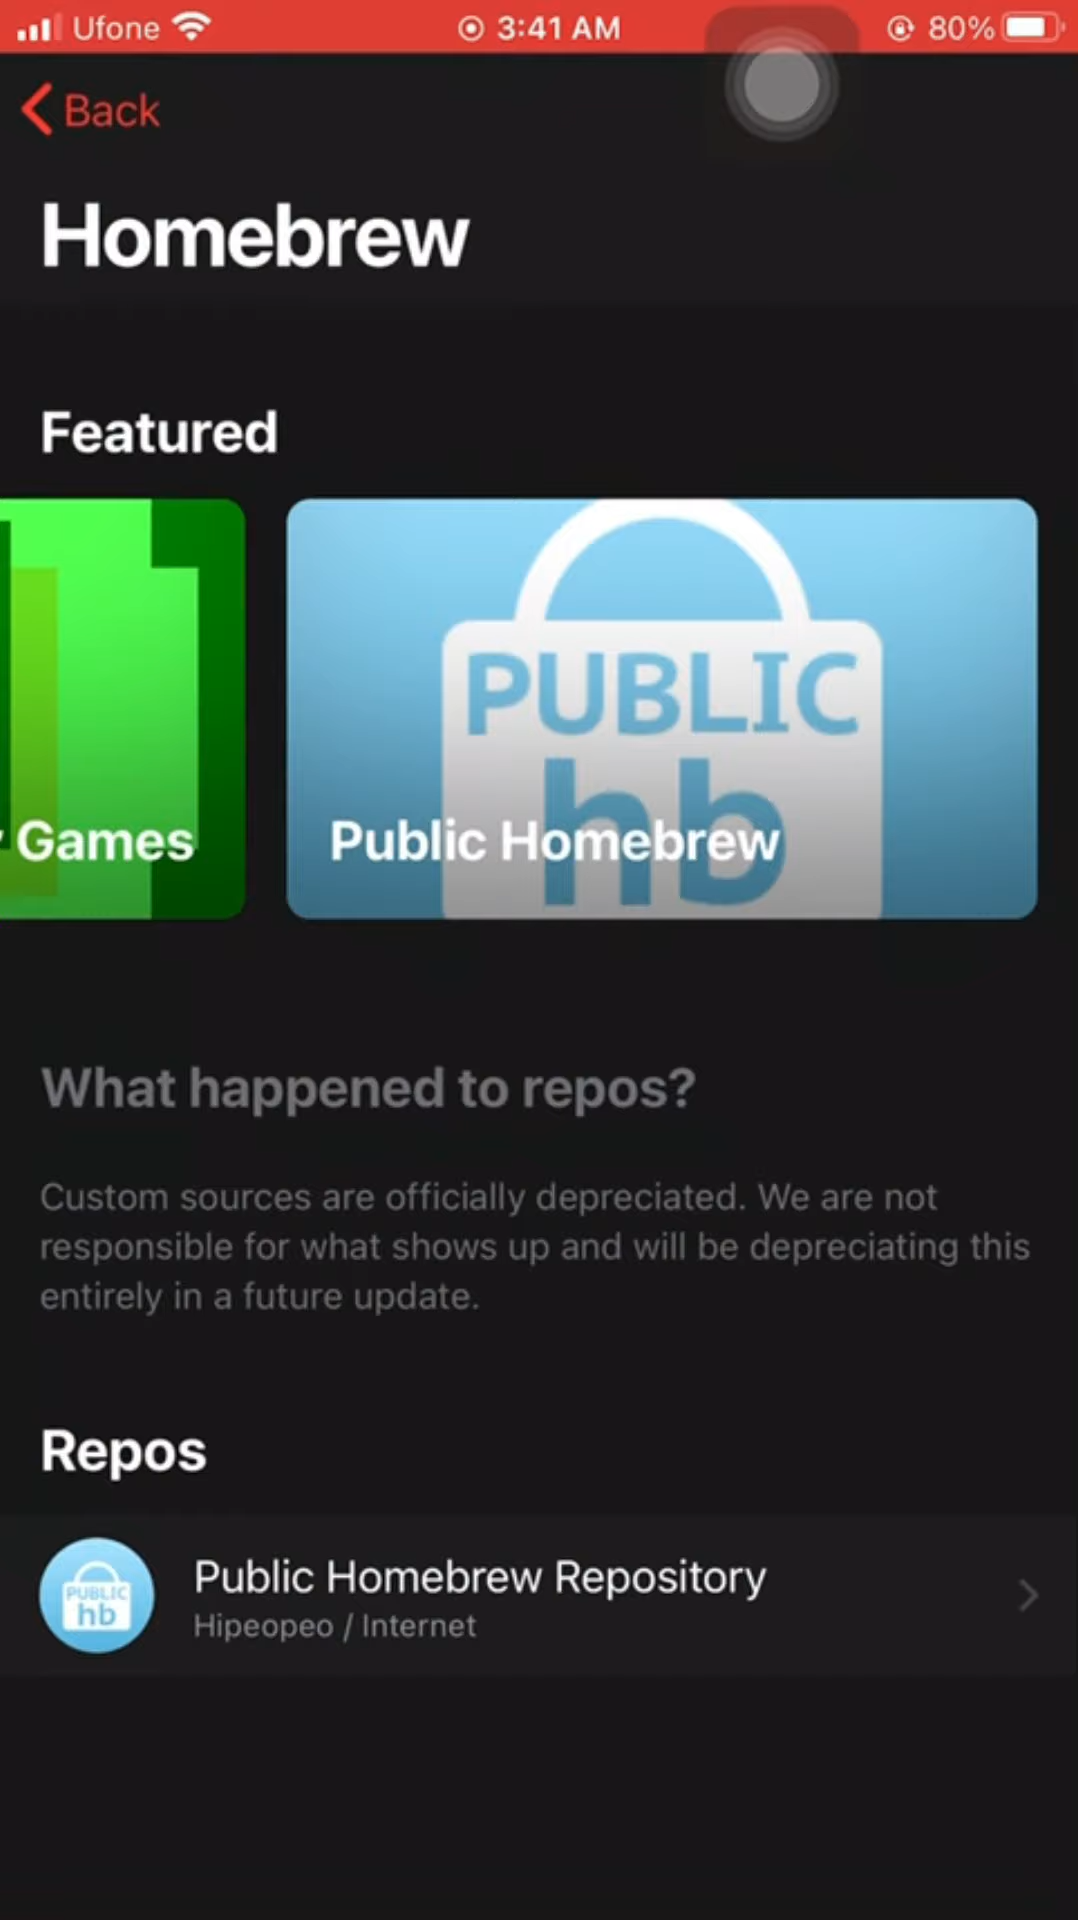 Ufone 3:41 AM 80%
Back
Homebrew
Featured
Games
PUBLIC
hb
Public Homebrew
What happened to repos?
Custom sources are officially depreciated. We are not
responsible for what shows up and will be depreciating this
entirely in a future update.
Repos
PUBLIC
hb
Public Homebrew Repository
Hipeopeo / Internet